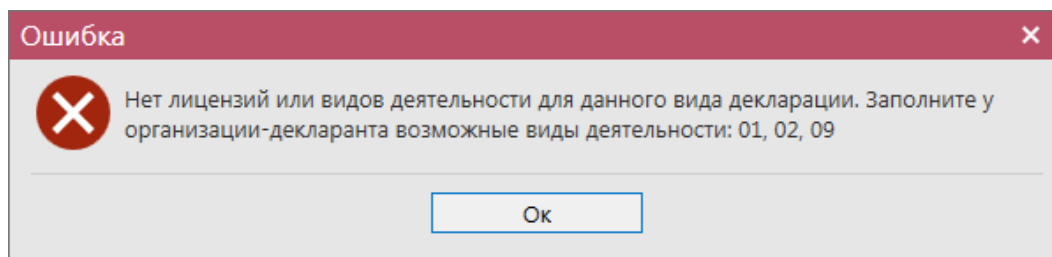 Ошибка
Нет лицензий или видов деятельности для данного вида декларации. Заполните у
организации-декларанта возможные виды деятельности: 01, 02, 09
Ок